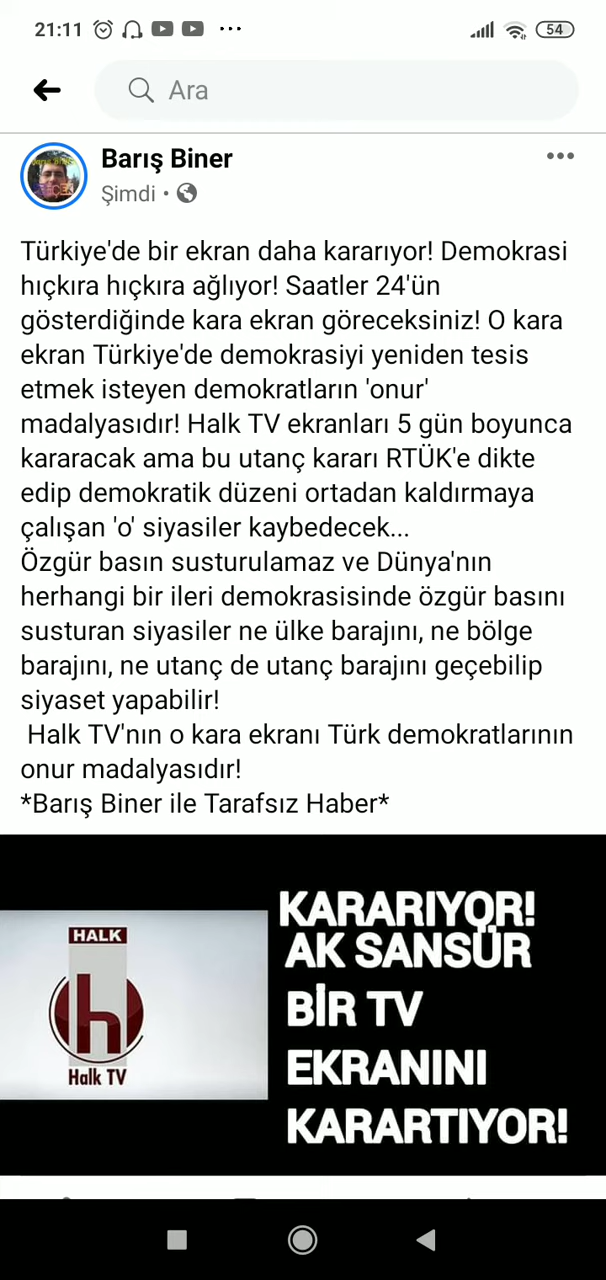 21:11
54
Ara
Barış Biner
Şimdi •
Türkiye'de bir ekran daha kararıyor! Demokrasi
hıçkıra hıçkıra ağlıyor! Saatler 24'ün
gösterdiğinde kara ekran göreceksiniz! O kara
ekran Türkiye'de demokrasiyi yeniden tesis
etmek isteyen demokratların 'onur'
madalyasıdır! Halk TV ekranları 5 gün boyunca
kararacak ama bu utanç kararı RTÜK'e dikte
edip demokratik düzeni ortadan kaldırmaya
çalışan 'o' siyasiler kaybedecek...
Özgür basın susturulamaz ve Dünya'nın
herhangi bir ileri demokrasisinde özgür basını
susturan siyasiler ne ülke barajını, ne bölge
barajını, ne utanç de utanç barajını geçebilip
siyaset yapabilir!
Halk TV'nın o kara ekranı Türk demokratlarının
onur madalyasıdır!
*Barış Biner ile Tarafsız Haber*
HALK
h
Halk TV
KARARIYOR!
AK SANSÜR
BİR TV
EKRANINI
KARARTIYOR!